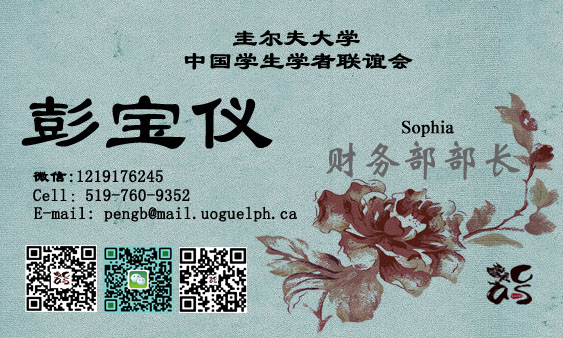 圭尔夫大学
中国学生学者联谊会
彭宝仪
Sophia
财务部部长
微信:1219176245
Cell: 519-760-9352
E-mail: pengb@mail.uoguelph.ca